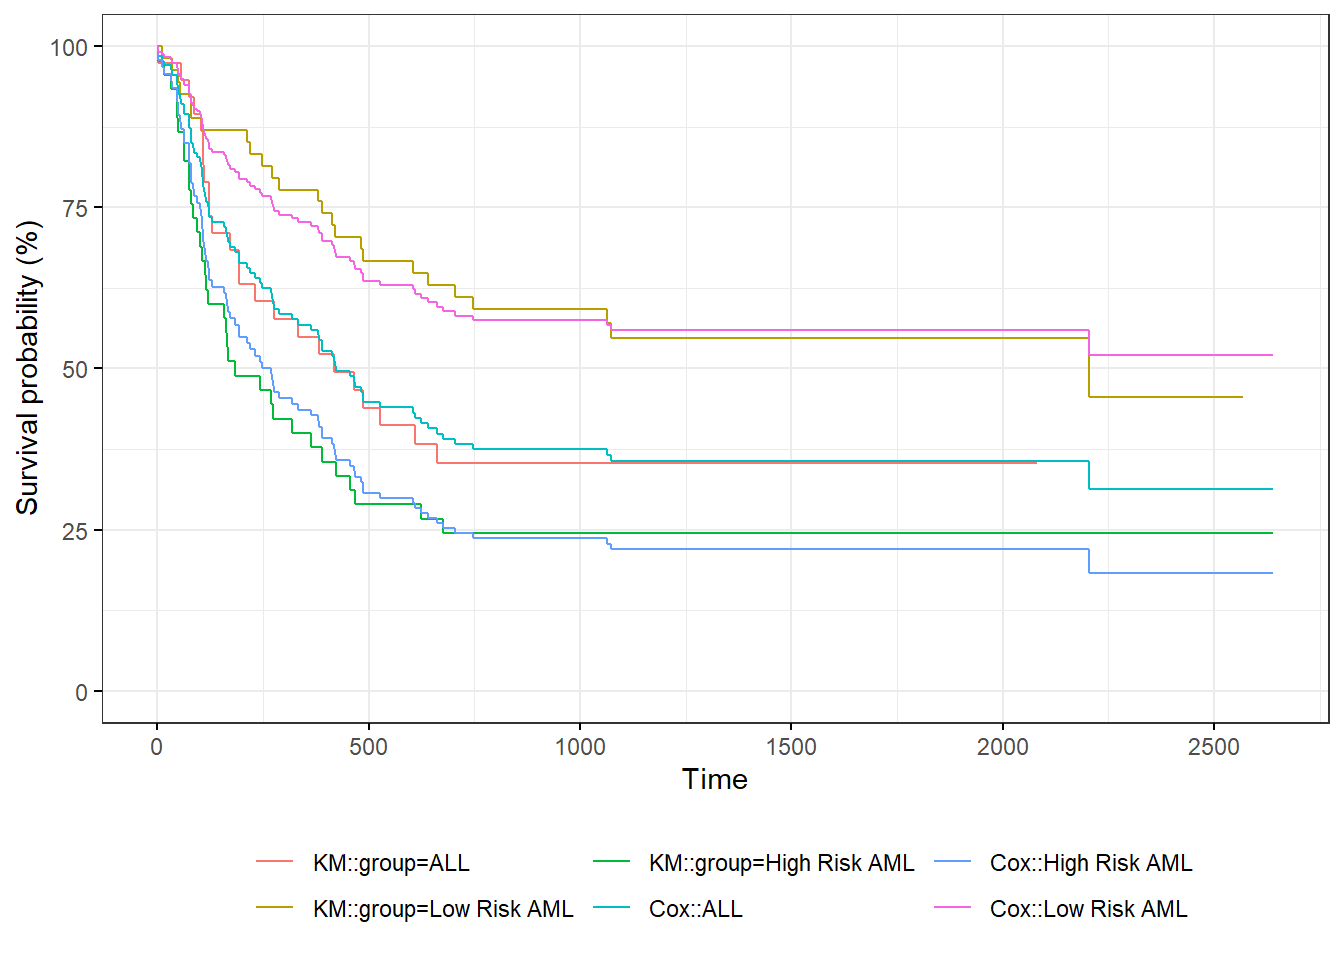 Survival probability (%)
100
75
50
25
0
0 500 1000 1500 2000 2500
Time
KM::group=ALL KM::group=High Risk AML Cox::High Risk AML
KM::group=Low Risk AML Cox::ALL Cox::Low Risk AML